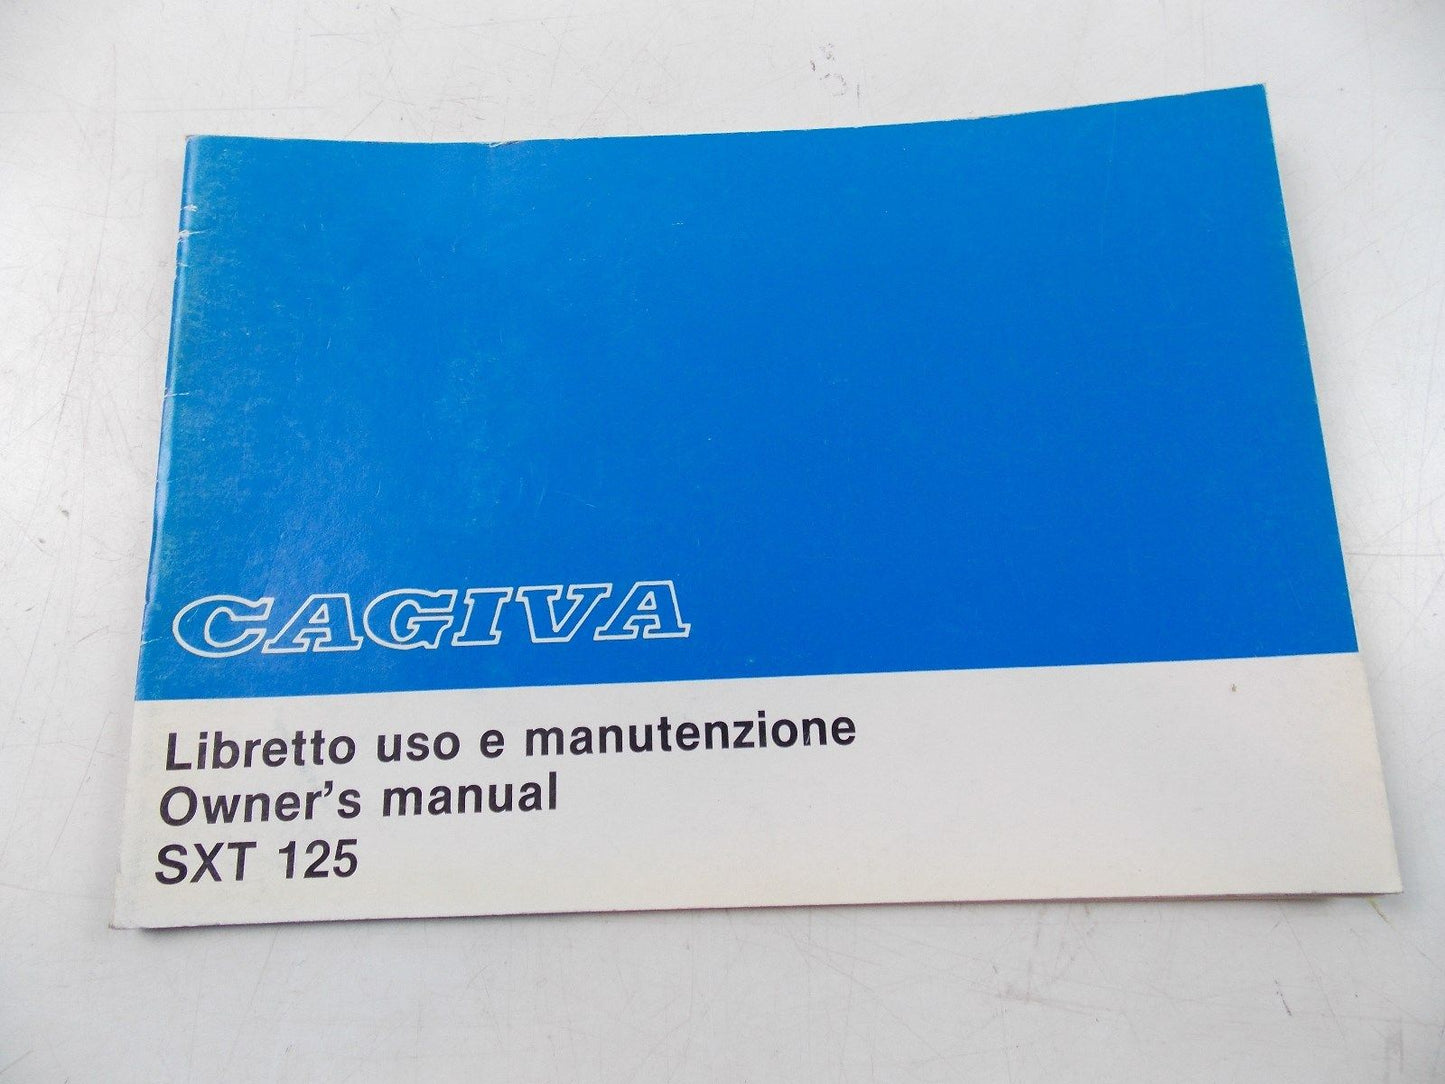 CAGIVA
Libretto uso e manutenzione
Owner's manual
SXT 125